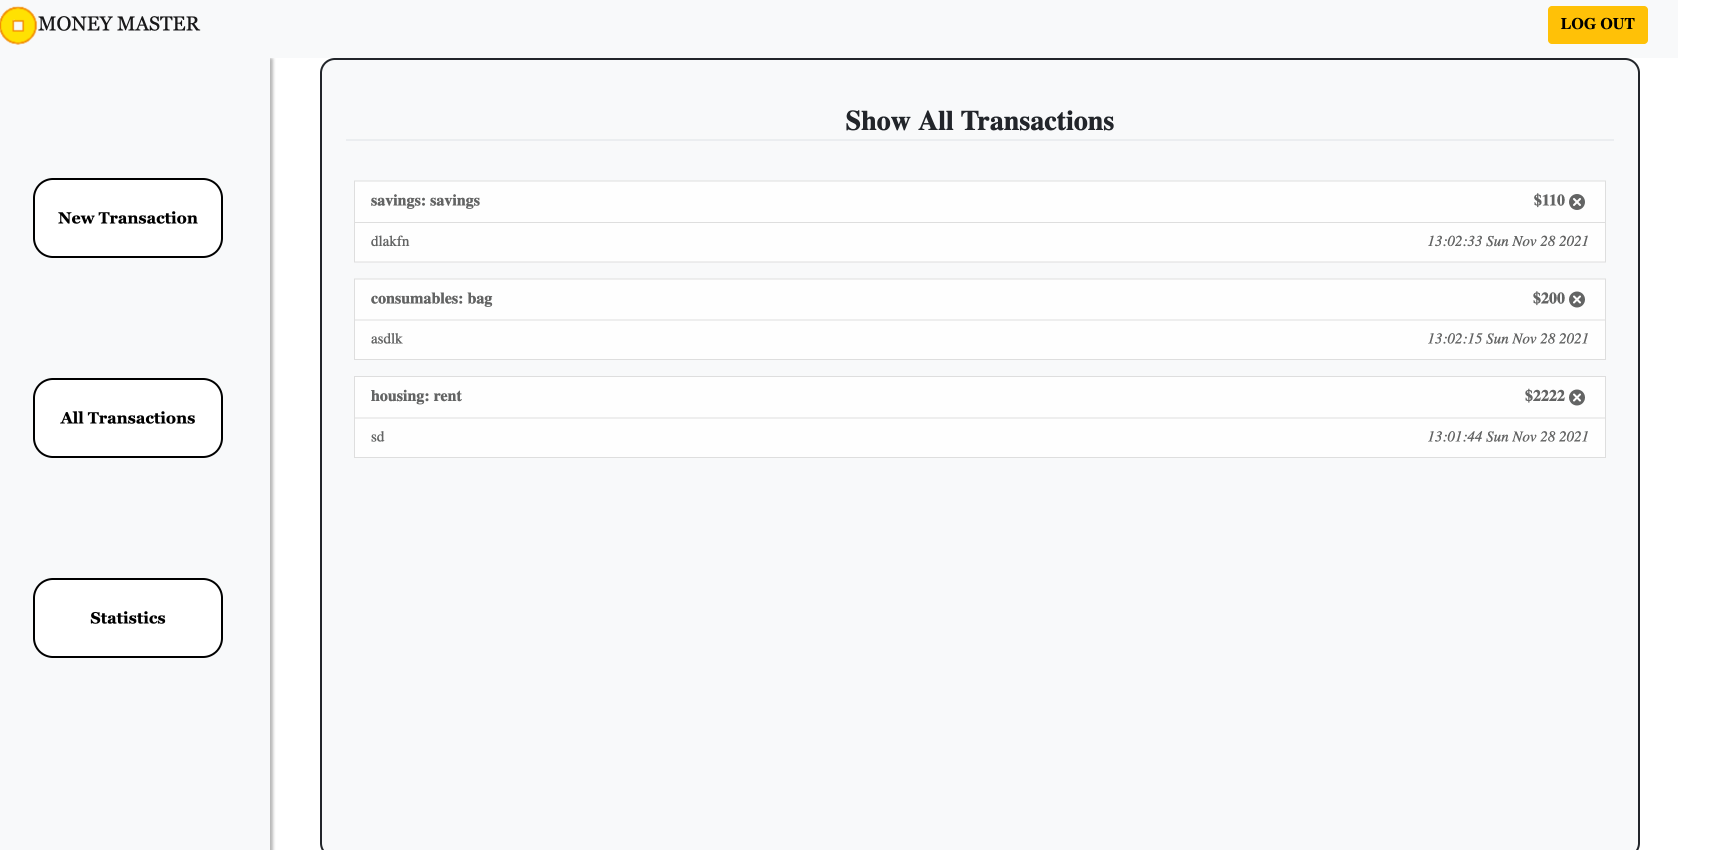 MONEY MASTER
LOG OUT
New Transaction
All Transactions
Statistics
Show All Transactions
savings: savings $110
dlakfn 13:02:33 Sun Nov 28 2021
consumables: bag $200
asdlk 13:02:15 Sun Nov 28 2021
housing: rent $2222
sd 13:01:44 Sun Nov 28 2021